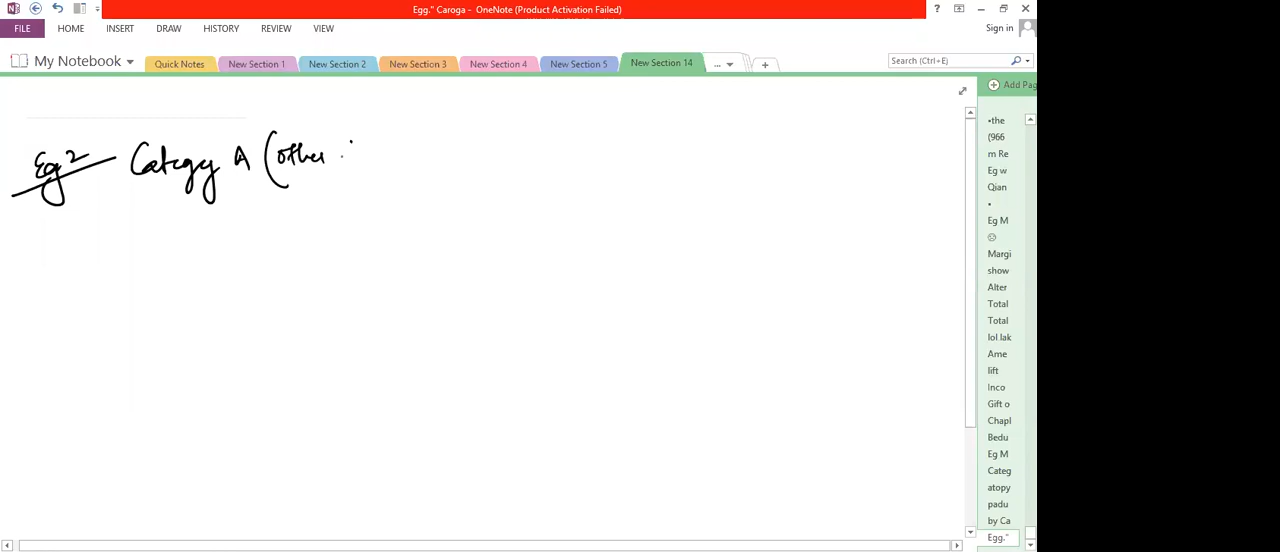 Egg." Caroga - OneNote (Product Activation Failed)
?
FILE HOME INSERT DRAW HISTORY REVIEW VIEW
Sign in
My Notebook
Quick Notes
New Section 1
New Section 2
New Section 3
New Section 4
New Section 5
New Section 14
...
+
Search (Ctrl+E)
Add Pag
Eg 2 Category A (other
•the
(966
m Re
Eg w
Qian
•
Eg M
☹
Margi
show
Alter
Total
Total
lol lak
Ame
lift
Inco
Gift o
Chapl
Bedu
Eg M
Categ
atopy
padu
by Ca
Egg."